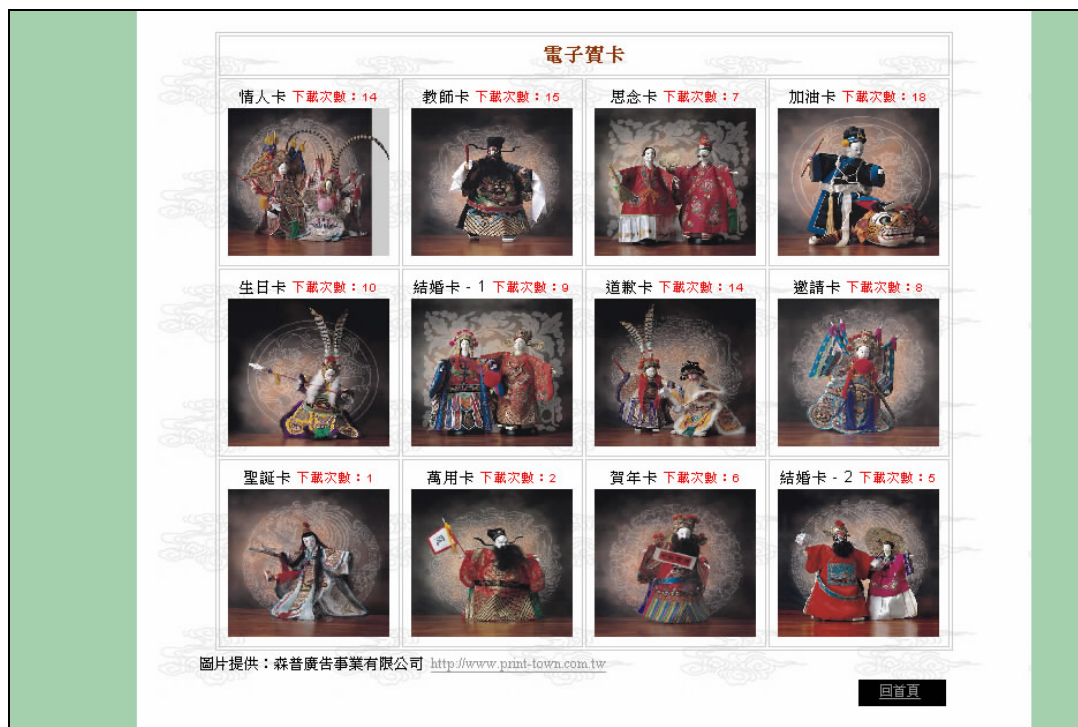 電子賀卡
情人卡 下載次數：14 教師卡 下載次數：15 思念卡 下載次數：7 加油卡 下載次數：18
生日卡 下載次數：10 結婚卡 - 1 下載次數：9 道歉卡 下載次數：14 邀請卡 下載次數：8
聖誕卡 下載次數：1 萬用卡 下載次數：2 賀年卡 下載次數：6 結婚卡 - 2 下載次數：5
圖片提供：森普廣告事業有限公司 http://www.print-town.com.tw
回首頁